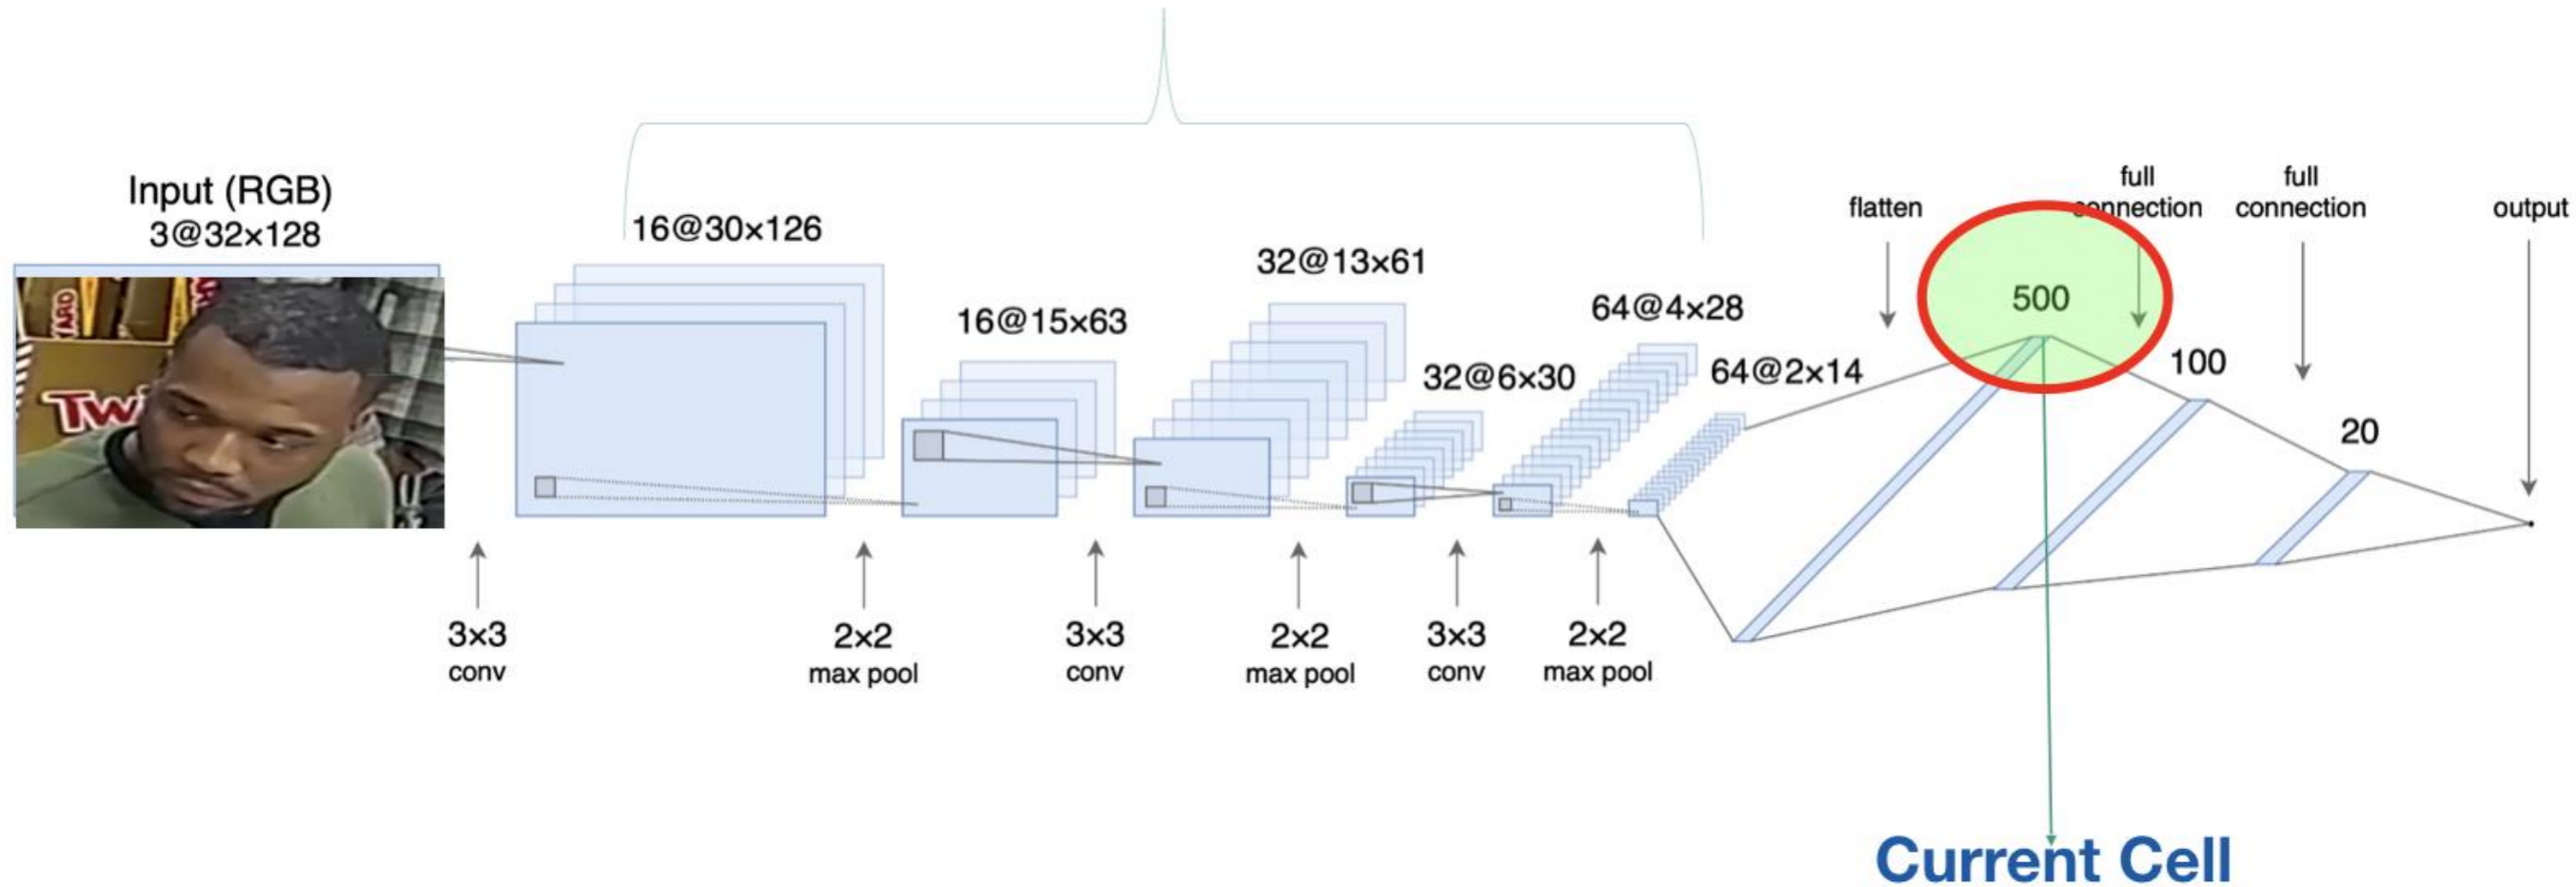 Input (RGB)
3@32×128
16@30×126
16@15×63
32@13×61
32@6×30
64@4×28
64@2×14
flatten
500
full
connection
100
full
connection
20
output
YARD
Twi
3×3
conv
2×2
max pool
3×3
conv
2×2
max pool
3×3
conv
2×2
max pool
Current Cell